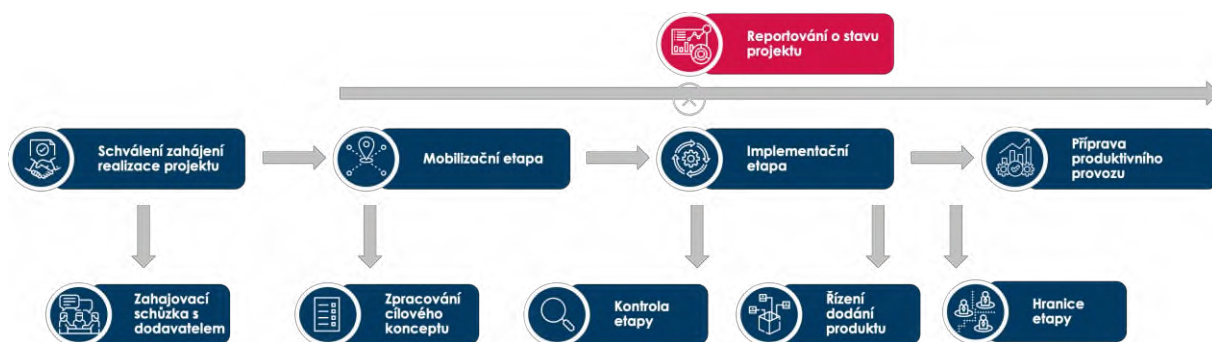 Reportování o stavu
projektu
Schválení zahájení
realizace projektu
Mobilizační etapa
Implementační
etapa
Příprava
produktivního
provozu
Zahajovací
schůzka s
dodavatelem
Zpracování
cílového
konceptu
Kontrola
etapy
Řízení
dodání
produktu
Hranice
etapy